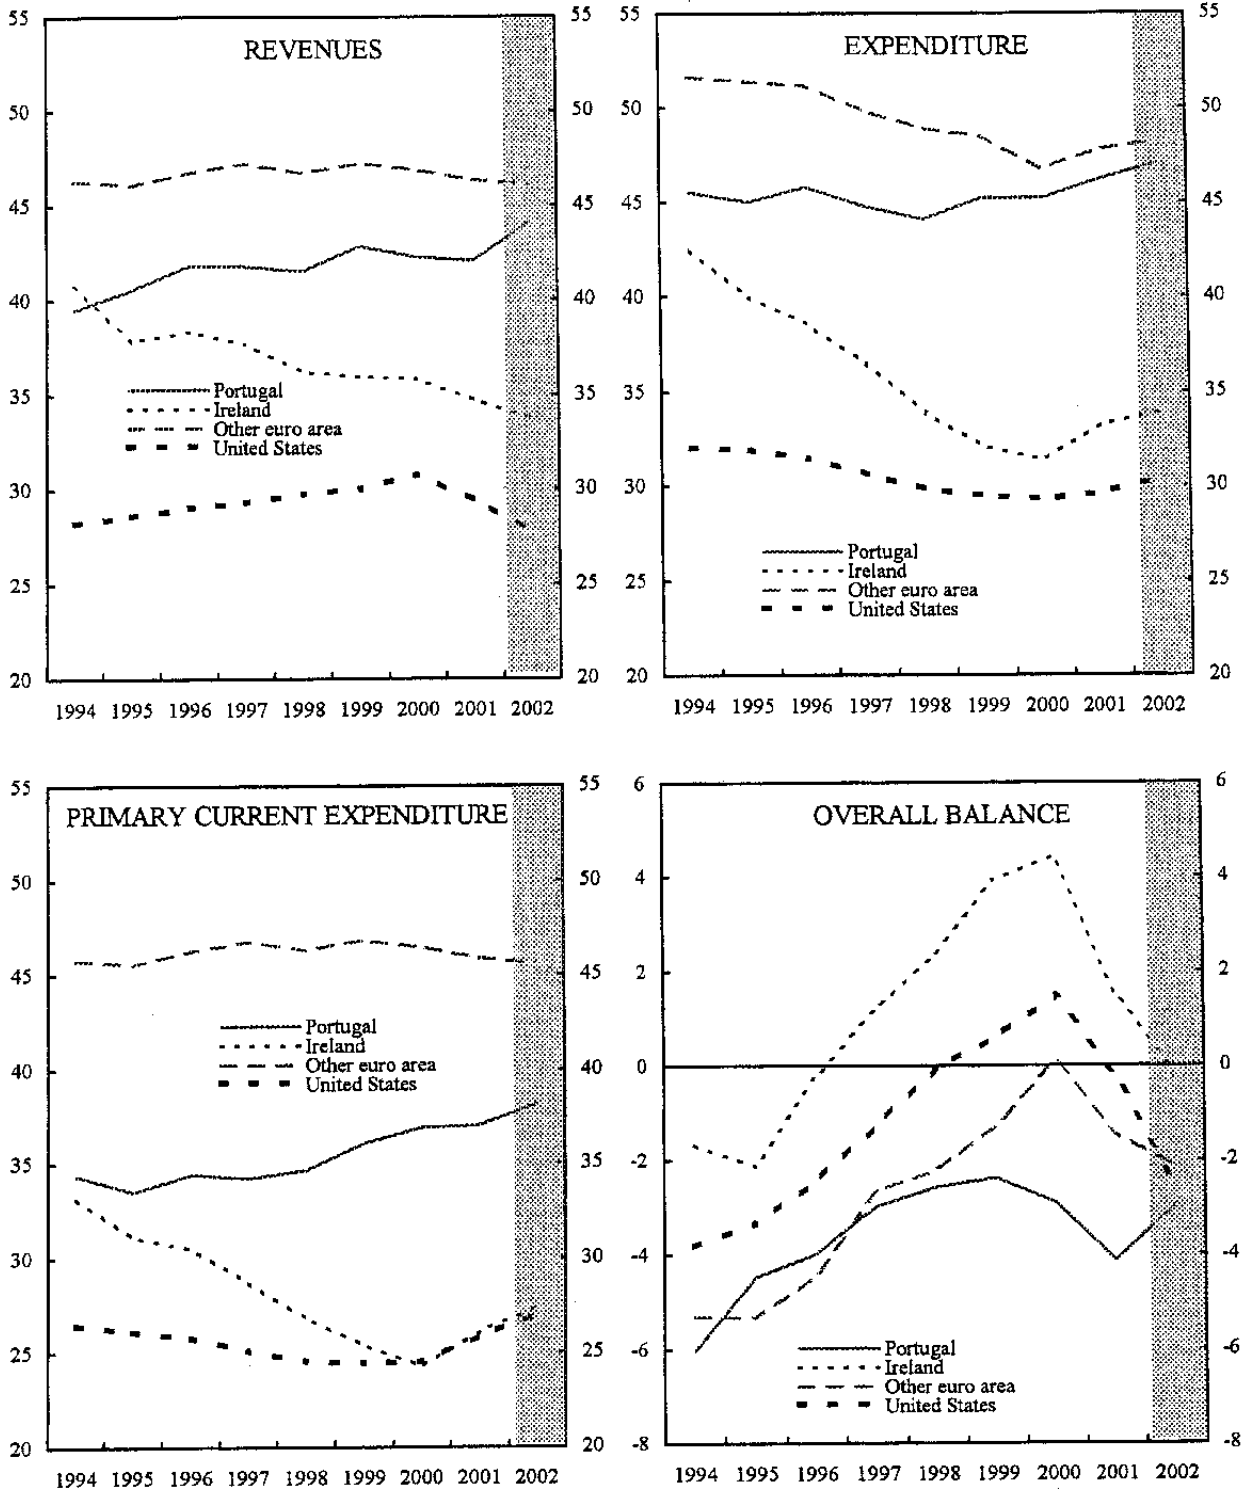 REVENUES
55
50
45
40
35
30
25
20
55
50
45
40
35
30
25
20
Portugal
Ireland
Other euro area
United States
1994 1995 1996 1997 1998 1999 2000 2001 2002
EXPENDITURE
55
50
45
40
35
30
25
20
55
50
45
40
35
30
25
20
Portugal
Ireland
Other euro area
United States
1994 1995 1996 1997 1998 1999 2000 2001 2002
PRIMARY CURRENT EXPENDITURE
55
50
45
40
35
30
25
20
55
50
45
40
35
30
25
20
Portugal
Ireland
Other euro area
United States
1994 1995 1996 1997 1998 1999 2000 2001 2002
OVERALL BALANCE
6
4
2
0
-2
-4
-6
-8
6
4
2
0
-2
-4
-6
-8
Portugal
Ireland
Other euro area
United States
1994 1995 1996 1997 1998 1999 2000 2001 2002